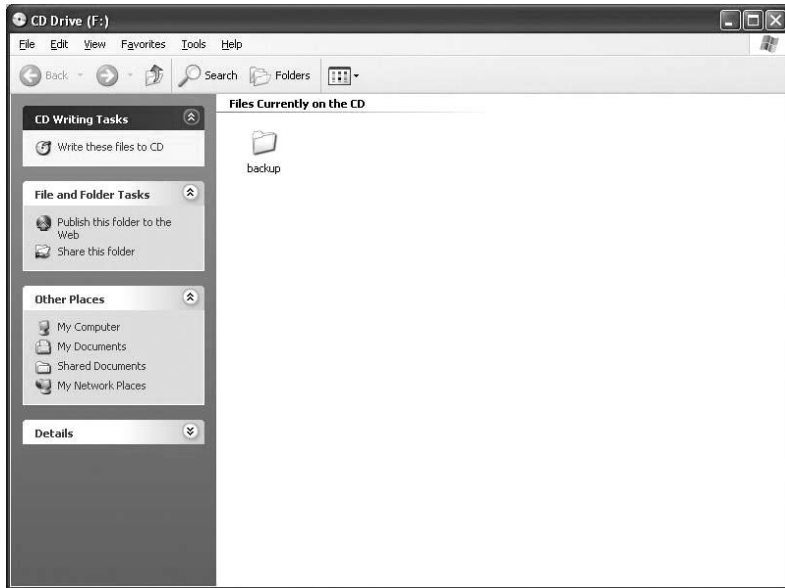 CD Drive (F:)
File Edit View Favorites Tools Help
Back Search Folders
CD Writing Tasks
Write these files to CD
File and Folder Tasks
Publish this folder to the
Web
Share this folder
Other Places
My Computer
My Documents
Shared Documents
My Network Places
Details
Files Currently on the CD
backup